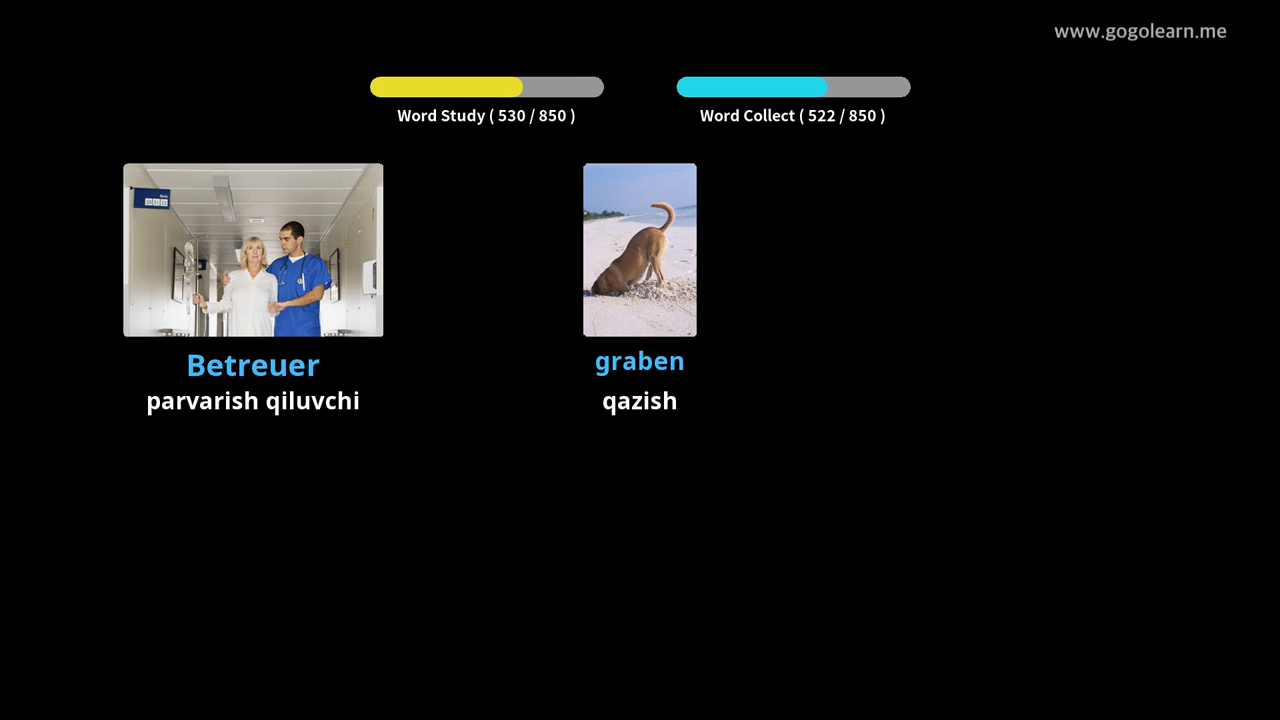 www.gogolearn.me
Word Study ( 530 / 850 )
Word Collect ( 522 / 850 )
Betreuer
parvarish qiluvchi
graben
qazish